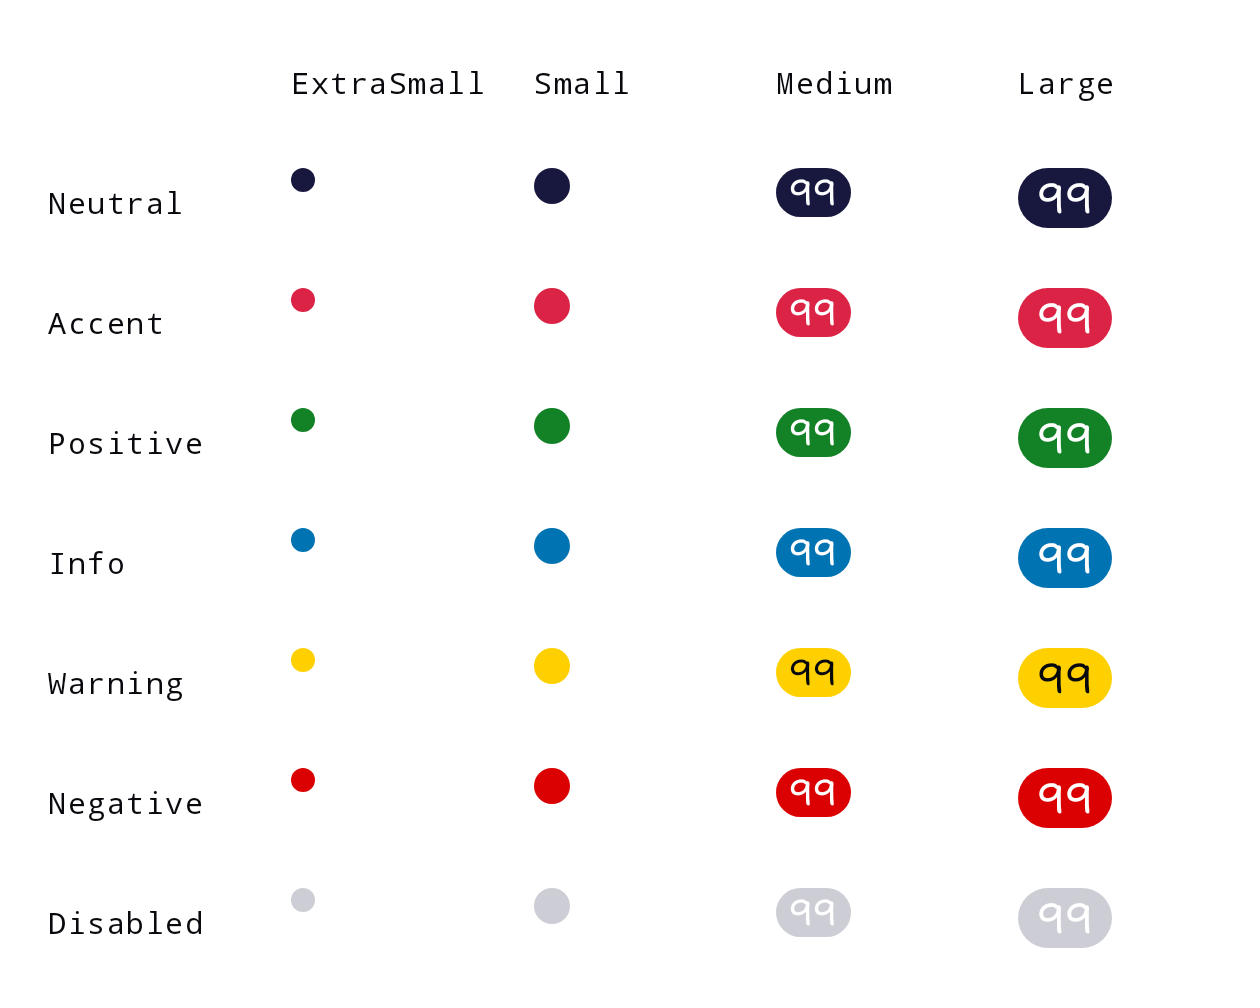 ExtraSmall Small Medium Large
Neutral 99 99
Accent 99 99
Positive 99 99
Info 99 99
Warning 99 99
Negative 99 99
Disabled 99 99